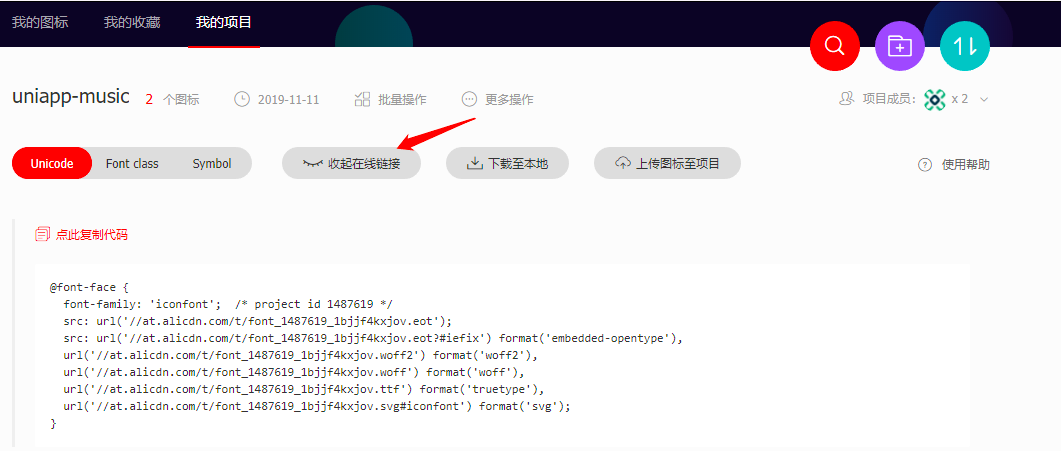 我的图标 我的收藏 我的项目
uniapp-music 2 个图标 2019-11-11 批量操作 更多操作 项目成员: x 2
Unicode Font class Symbol 收起在线链接 下载至本地 上传图标至项目 使用帮助
点此复制代码
@font-face {
font-family: 'iconfont'; /* project id 1487619 */
src: url('//at.alicdn.com/t/font_1487619_1bjjf4kxjov.eot');
src: url('//at.alicdn.com/t/font_1487619_1bjjf4kxjov.eot?#iefix') format('embedded-opentype'),
url('//at.alicdn.com/t/font_1487619_1bjjf4kxjov.woff2') format('woff2'),
url('//at.alicdn.com/t/font_1487619_1bjjf4kxjov.woff') format('woff'),
url('//at.alicdn.com/t/font_1487619_1bjjf4kxjov.ttf') format('truetype'),
url('//at.alicdn.com/t/font_1487619_1bjjf4kxjov.svg#iconfont') format('svg');
}